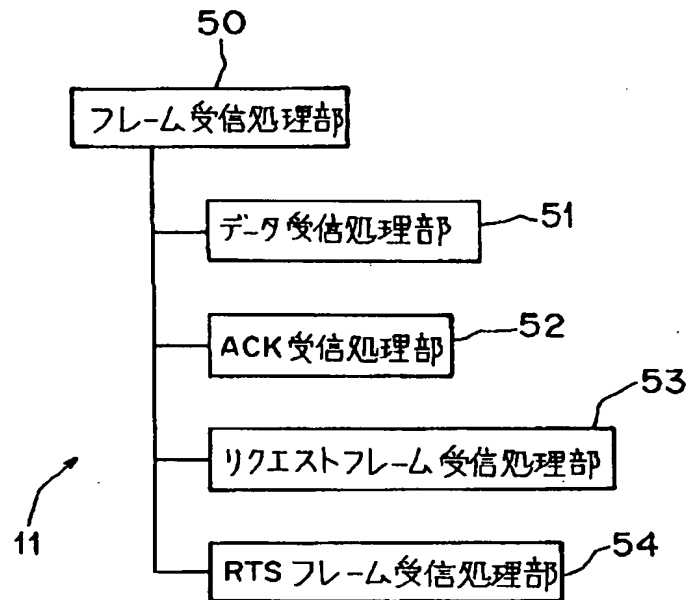 50
フレーム受信処理部
データ受信処理部
51
ACK受信処理部
52
53
リクエストフレーム受信処理部
11
RTSフレーム受信処理部
54